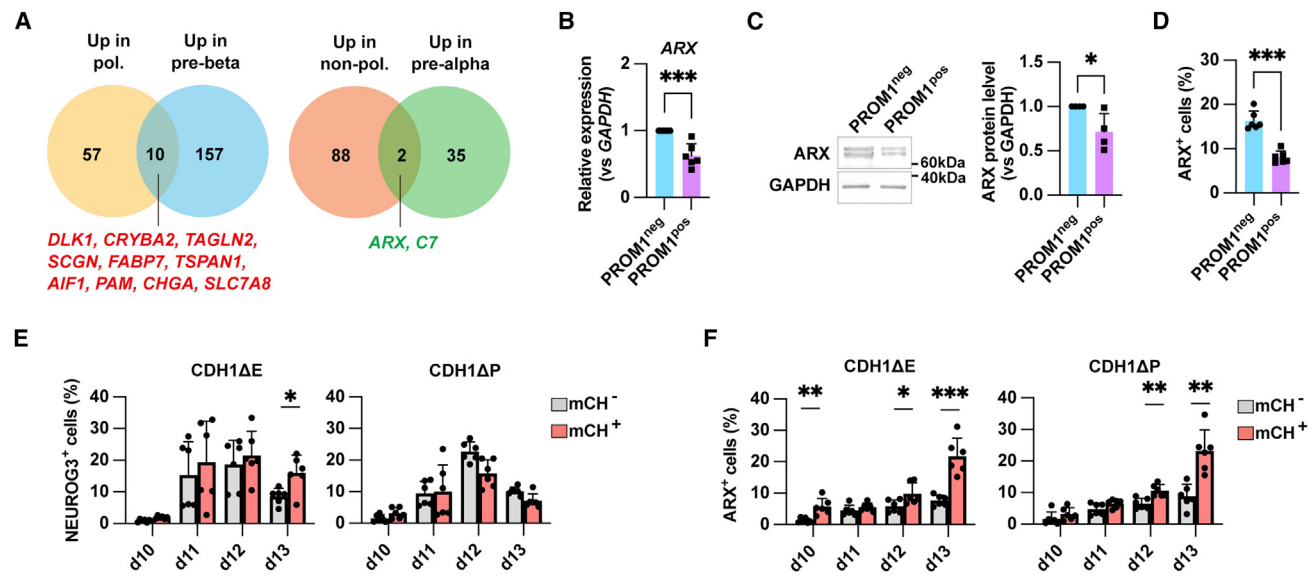 A
Up in
pol.
Up in
pre-beta
57
10
157
DLK1, CRYBA2, TAGLN2,
SCGN, FABP7, TSPAN1,
AIF1, PAM, CHGA, SLC7A8
Up in
non-pol.
Up in
pre-alpha
88
2
35
ARX, C7
B
ARX
Relative expression
(vs GAPDH)
2
1
0
***
PROM1neg
PROM1pos
C
PROM1neg
PROM1pos
ARX
GAPDH
60kDa
40kDa
ARX protein level
(vs GAPDH)
1.5
1.0
0.5
0.0
*
PROM1neg
PROM1pos
D
ARX+ cells (%)
30
20
10
0
***
PROM1neg
PROM1pos
E
NEUROG3+ cells (%)
CDH1ΔE
40
30
20
10
0
*
d10
d11
d12
d13
CDH1ΔP
40
30
20
10
0
d10
d11
d12
d13
mCH-
mCH+
F
ARX+ cells (%)
CDH1ΔE
40
30
20
10
0
**
*
***
d10
d11
d12
d13
CDH1ΔP
40
30
20
10
0
**
**
d10
d11
d12
d13
mCH-
mCH+